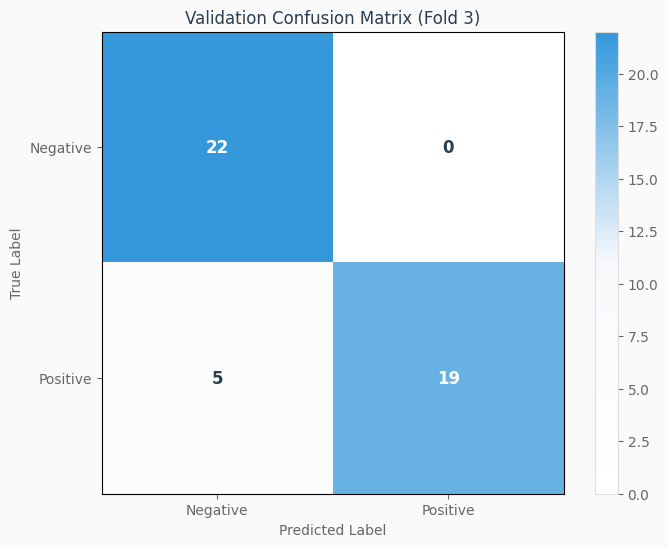 Validation Confusion Matrix (Fold 3)
True Label
Negative
22
0
Positive
5
19
Negative
Positive
Predicted Label
20.0
17.5
15.0
12.5
10.0
7.5
5.0
2.5
0.0